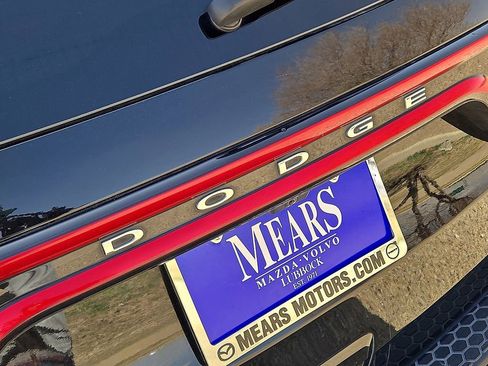 DODGE
MEARS
MAZDA·VOLVO
LUBBOCK
EST. 1971
MEARS MOTORS.COM